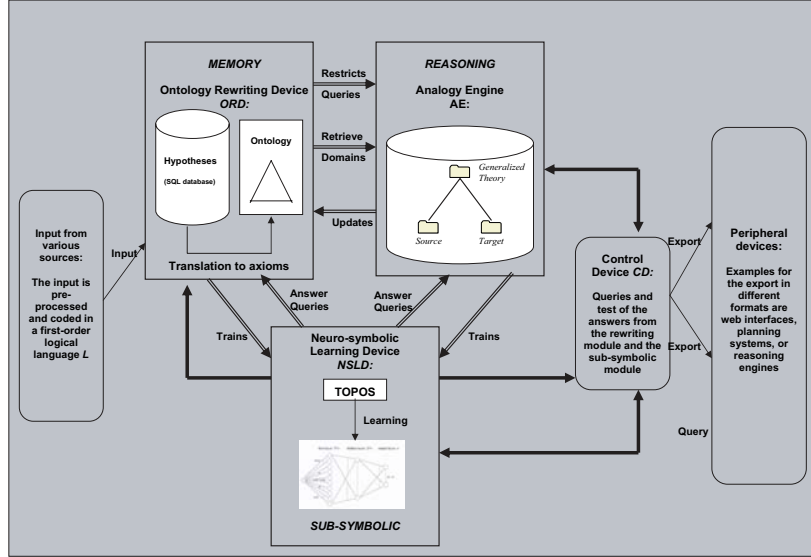 MEMORY
Ontology Rewriting Device
ORD:
Hypotheses
(SQL database)
Ontology
Translation to axioms
Restricts
Queries
Retrieve
Domains
Updates
REASONING
Analogy Engine
AE:
Generalized
Theory
Source
Target
Input from
various
sources:
The input is
pre-
processed
and coded in
a first-order
logical
language L
Input
Trains
Answer
Queries
Answer
Queries
Trains
Neuro-symbolic
Learning Device
NSLD:
TOPOS
Learning
SUB-SYMBOLIC
Control
Device CD:
Queries and
test of the
answers from
the rewriting
module and the
sub-symbolic
module
Export
Export
Query
Peripheral
devices:
Examples for
the export in
different
formats are
web interfaces,
planning
systems, or
reasoning
engines